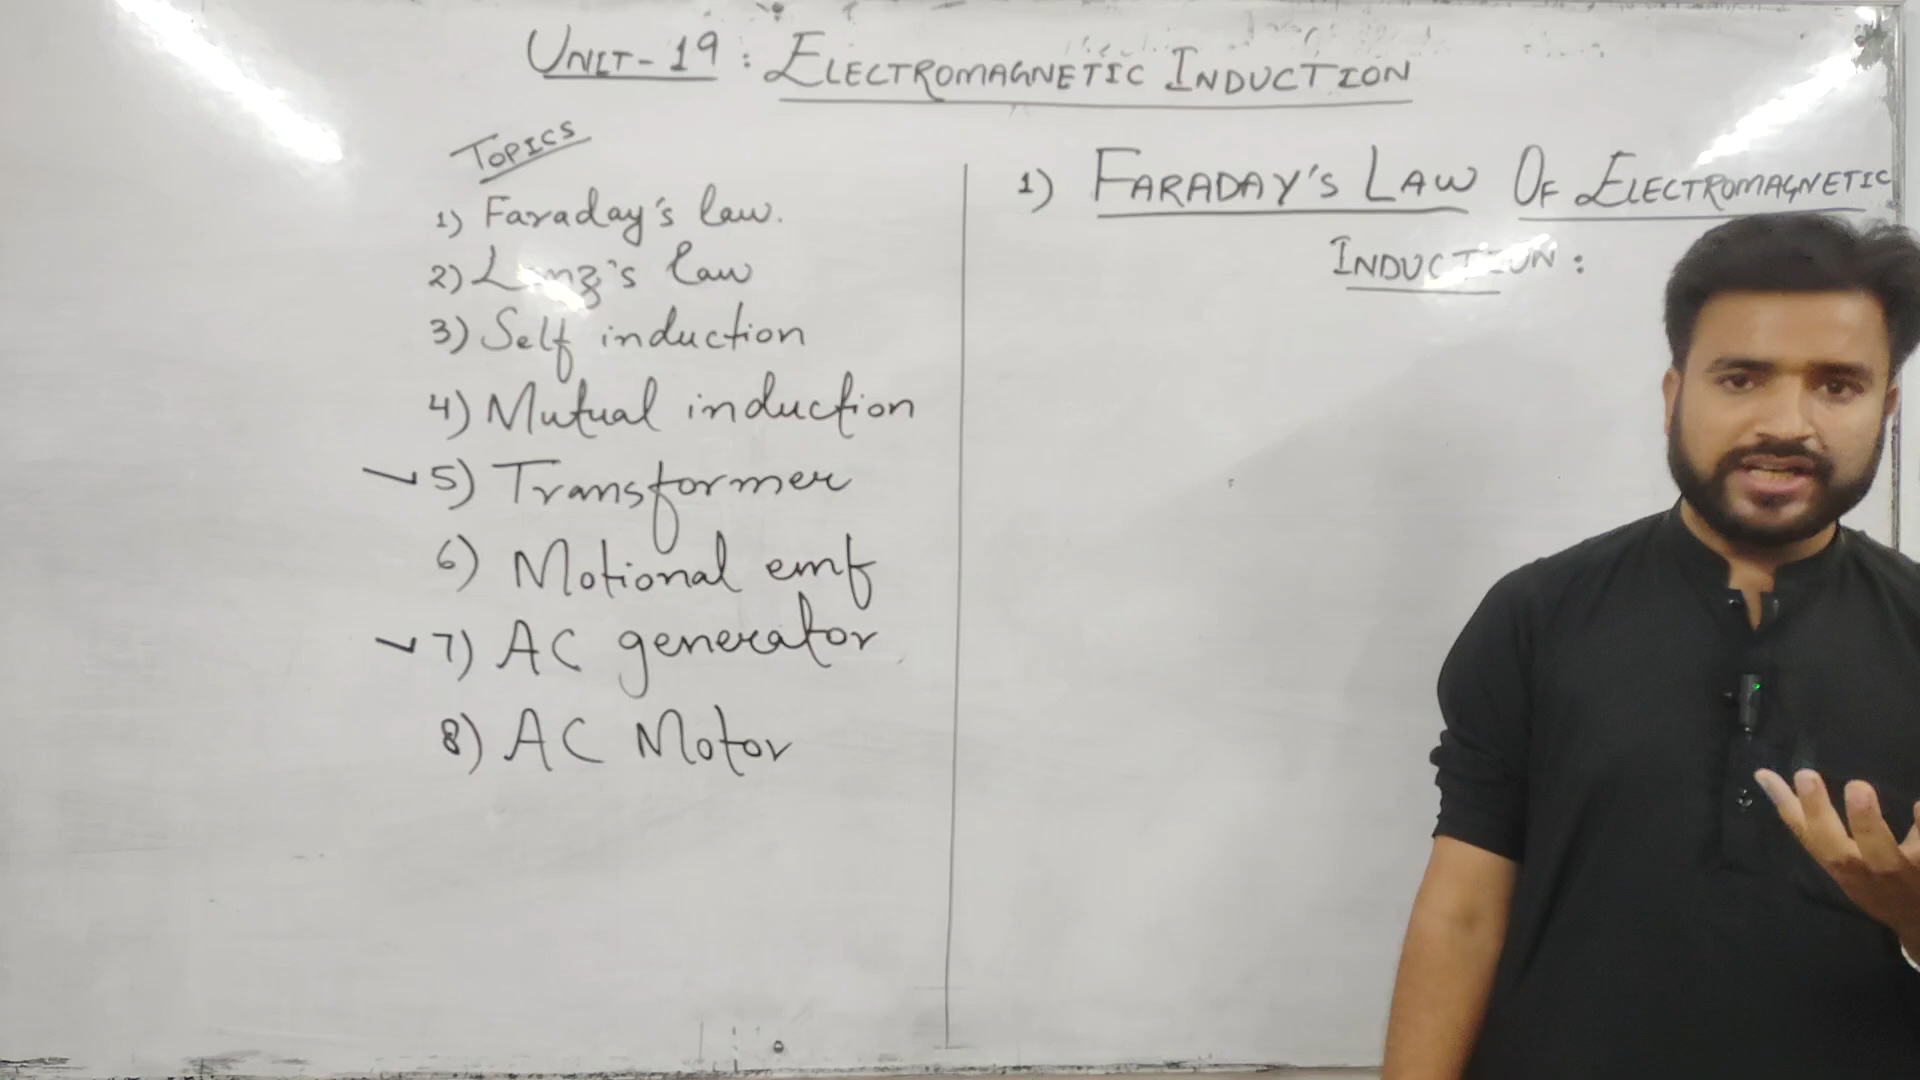 UNIT-19 : ELECTROMAGNETIC INDUCTION
TOPICS
1) Faraday's law.
2) Lenz's law
3) Self induction
4) Mutual induction
5) Transformer
6) Motional emf
7) AC generator
8) AC Motor
1) FARADAY'S LAW OF ELECTROMAGNETIC
INDUCTION :